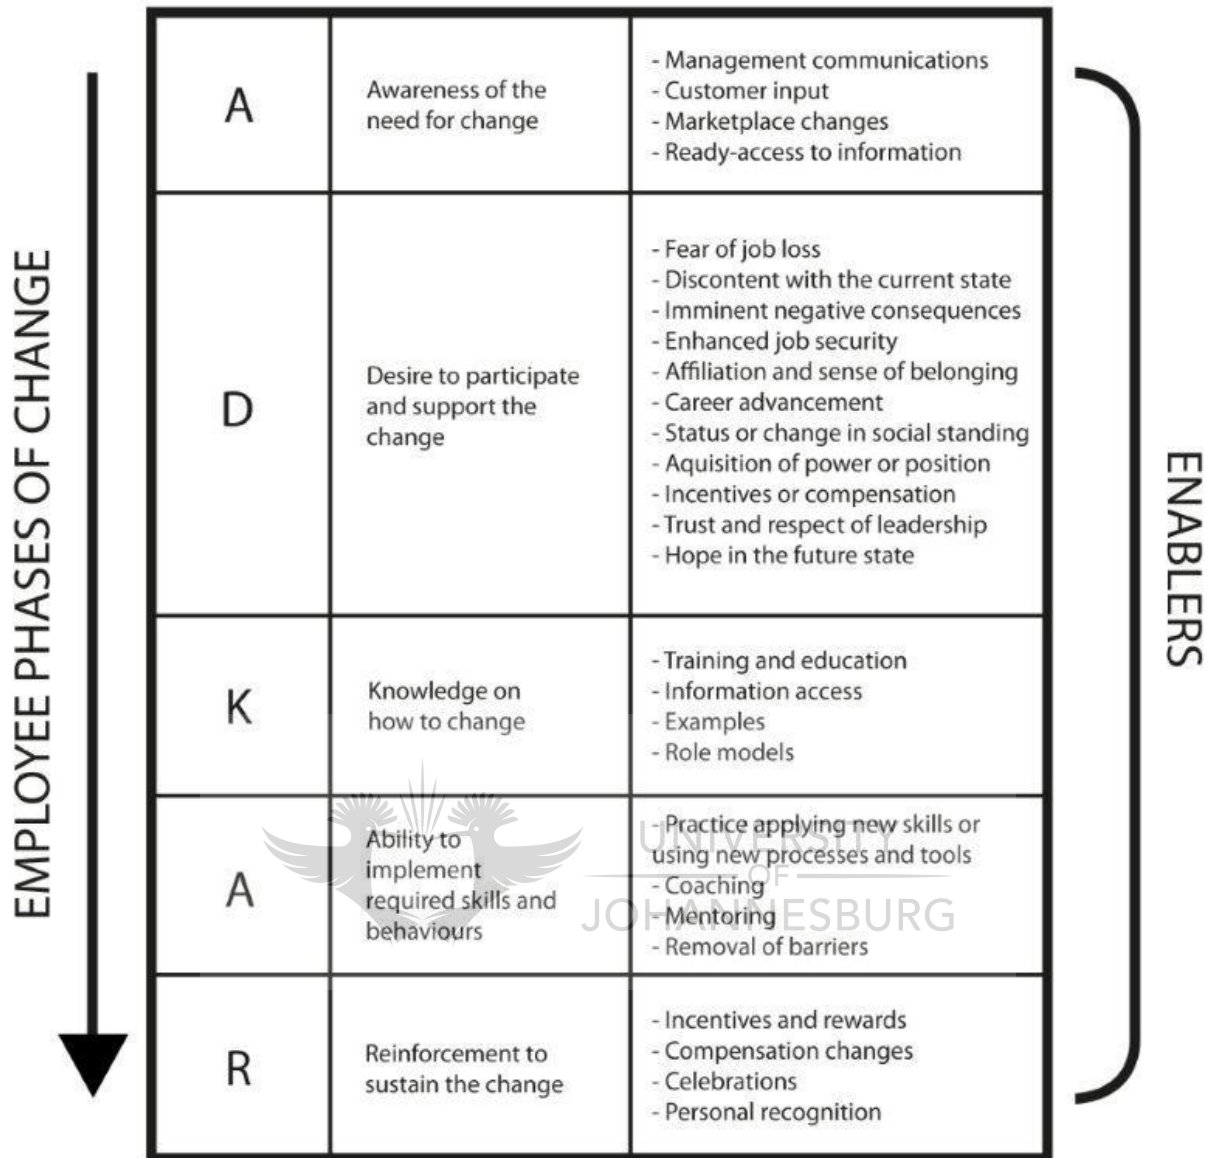 EMPLOYEE PHASES OF CHANGE
A
Awareness of the
need for change
- Management communications
- Customer input
- Marketplace changes
- Ready-access to information
D
Desire to participate
and support the
change
- Fear of job loss
- Discontent with the current state
- Imminent negative consequences
- Enhanced job security
- Affiliation and sense of belonging
- Career advancement
- Status or change in social standing
- Aquisition of power or position
- Incentives or compensation
- Trust and respect of leadership
- Hope in the future state
K
Knowledge on
how to change
- Training and education
- Information access
- Examples
- Role models
A
Ability to
implement
required skills and
behaviours
- Practice applying new skills or
using new processes and tools
- Coaching
- Mentoring
- Removal of barriers
R
Reinforcement to
sustain the change
- Incentives and rewards
- Compensation changes
- Celebrations
- Personal recognition
ENABLERS
UNIVERSITY
OF
JOHANNESBURG